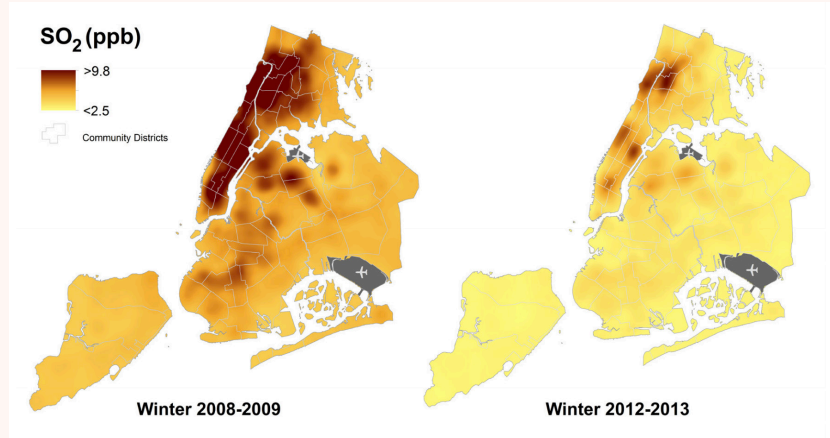 SO2 (ppb)
>9.8
<2.5
Community Districts
Winter 2008-2009
Winter 2012-2013